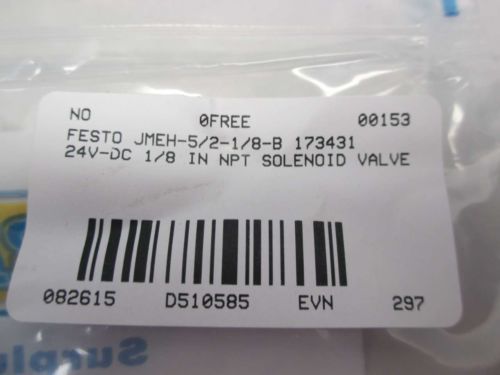 NO 0FREE 00153
FESTO JMEH-5/2-1/8-B 173431
24V-DC 1/8 IN NPT SOLENOID VALVE
082615 D510585 EVN 297
Surplu